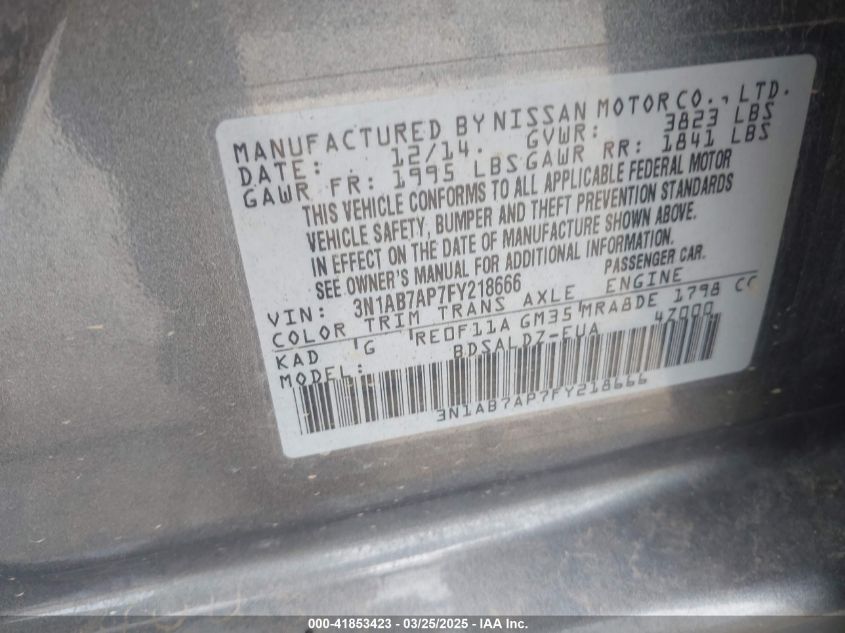 MANUFACTURED BY NISSAN MOTOR CO., LTD.
DATE: 12/14. GVWR: 3823 LBS
GAWR FR: 1995 LBS GAWR RR: 1841 LBS
THIS VEHICLE CONFORMS TO ALL APPLICABLE FEDERAL MOTOR
VEHICLE SAFETY, BUMPER AND THEFT PREVENTION STANDARDS
IN EFFECT ON THE DATE OF MANUFACTURE SHOWN ABOVE.
SEE OWNER'S MANUAL FOR ADDITIONAL INFORMATION.
VIN: 3N1AB7AP7FY218666 PASSENGER CAR.
COLOR TRIM TRANS AXLE ENGINE
KAD G RE0F11A GM35 MRA8DE 1798 CC
MODEL: BDSALDZ-EUA 47000
3N1AB7AP7FY218666
000-41853423 - 03/25/2025 - IAA Inc.